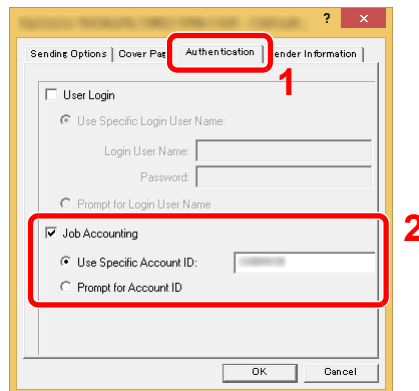 ?
Sending Options Cover Pag Authentication ender Information
1
User Login
Use Specific Login User Name:
Login User Name:
Password:
Prompt for Login User Name
2
Job Accounting
Use Specific Account ID:
Prompt for Account ID
OK Cancel